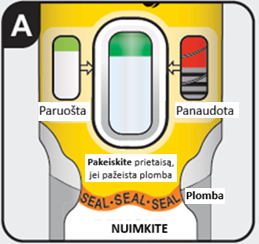 A
Paruošta
Panaudota
Pakeiskite prietaisą,
jei pažeista plomba
SEAL-SEAL-SEAL
Plomba
NUIMKITE